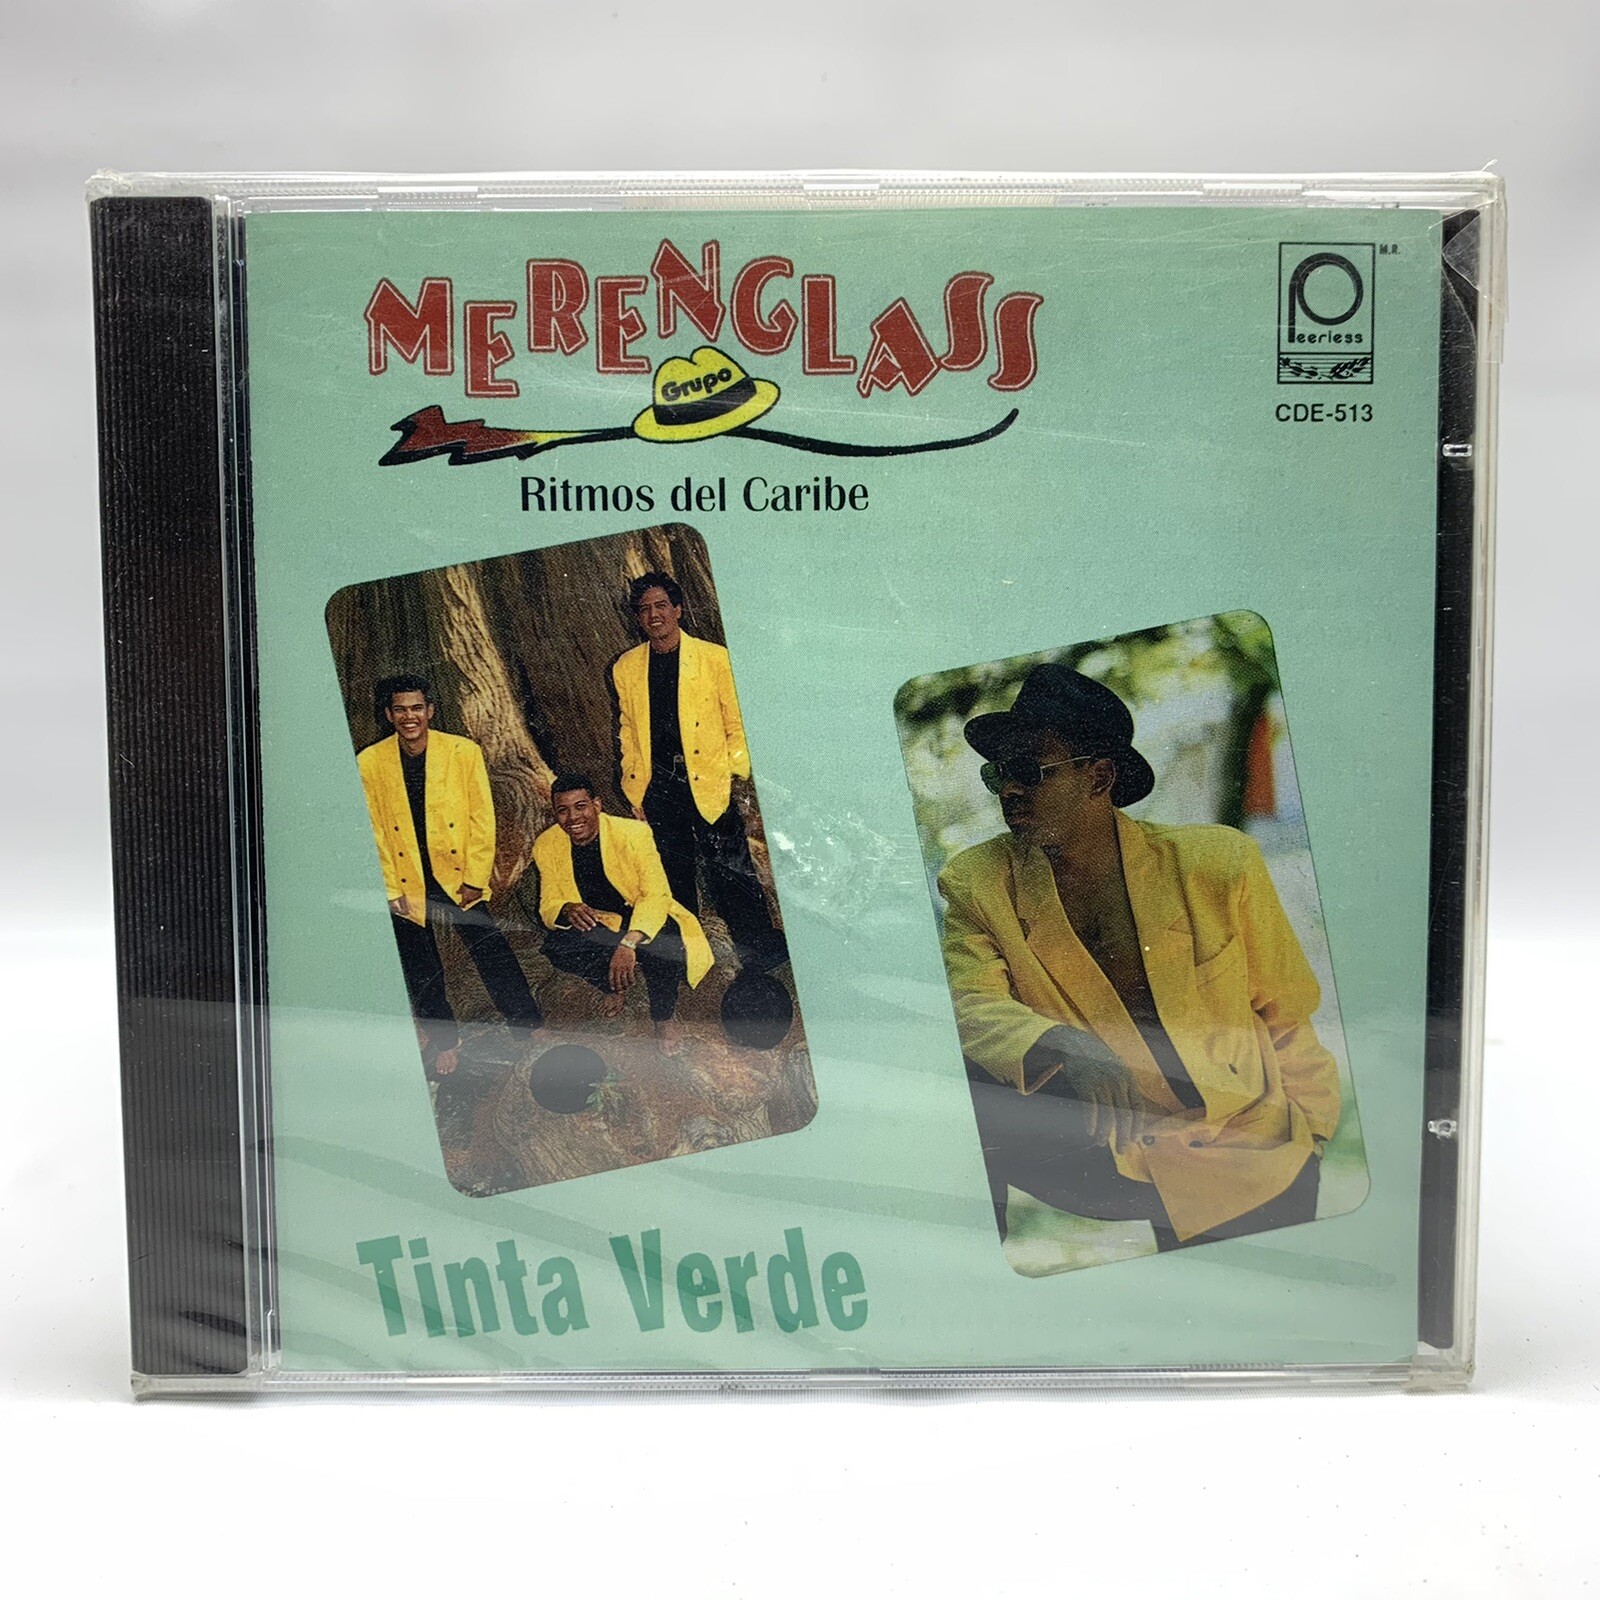 MERENGLASS
Grupo
Ritmos del Caribe
Peerless
M.R.
CDE-513
Tinta Verde